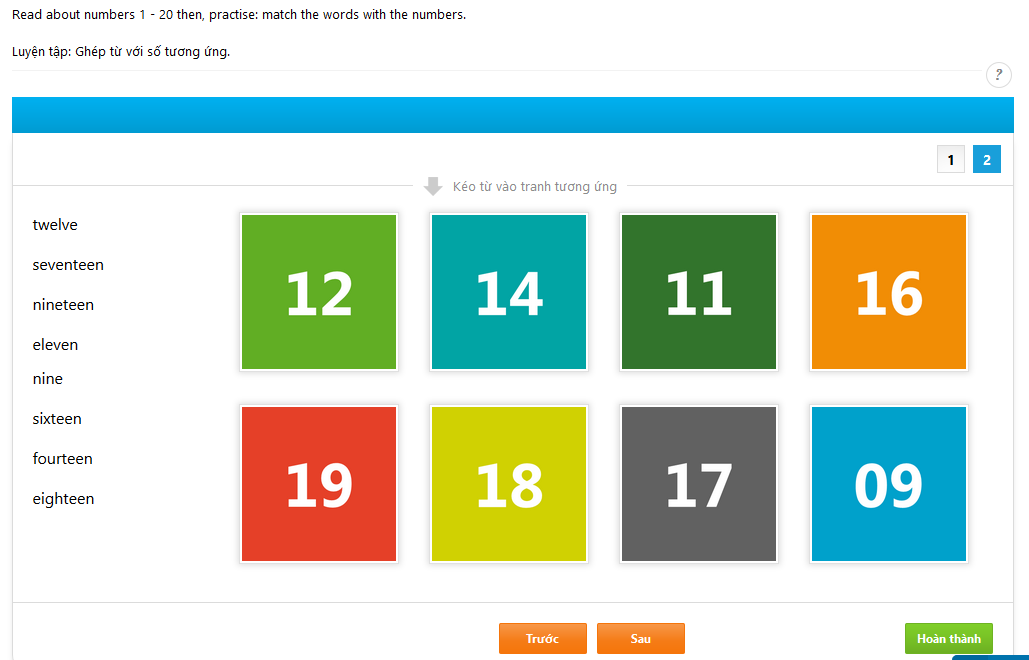 Read about numbers 1 - 20 then, practise: match the words with the numbers.
Luyện tập: Ghép từ với số tương ứng.
?
1 2
Kéo từ vào tranh tương ứng
twelve
seventeen
nineteen
eleven
nine
sixteen
fourteen
eighteen
12 14 11 16
19 18 17 09
Trước Sau Hoàn thành